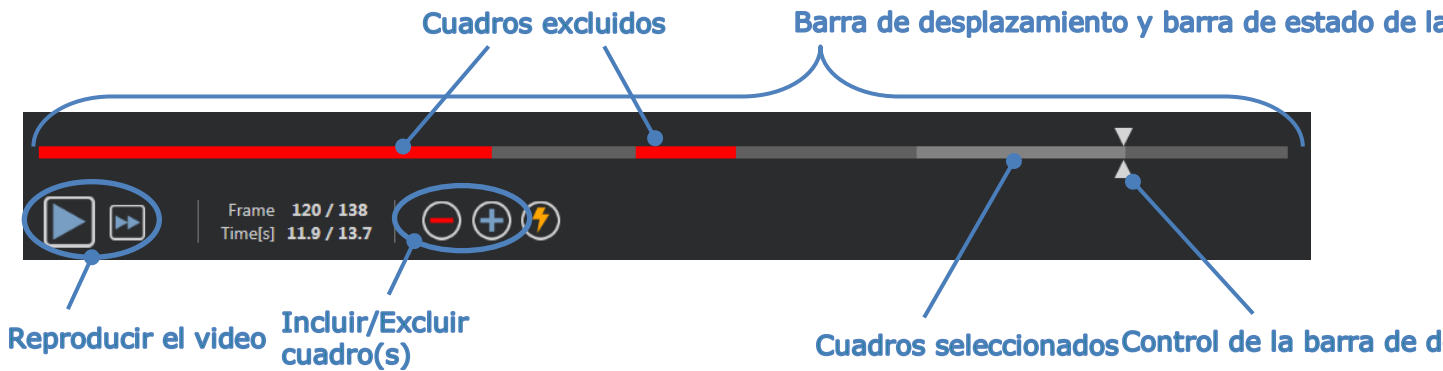 Cuadros excluidos
Barra de desplazamiento y barra de estado de la
Frame 120 / 138
Time[s] 11.9 / 13.7
Reproducir el video
Incluir/Excluir
cuadro(s)
Cuadros seleccionados
Control de la barra de d